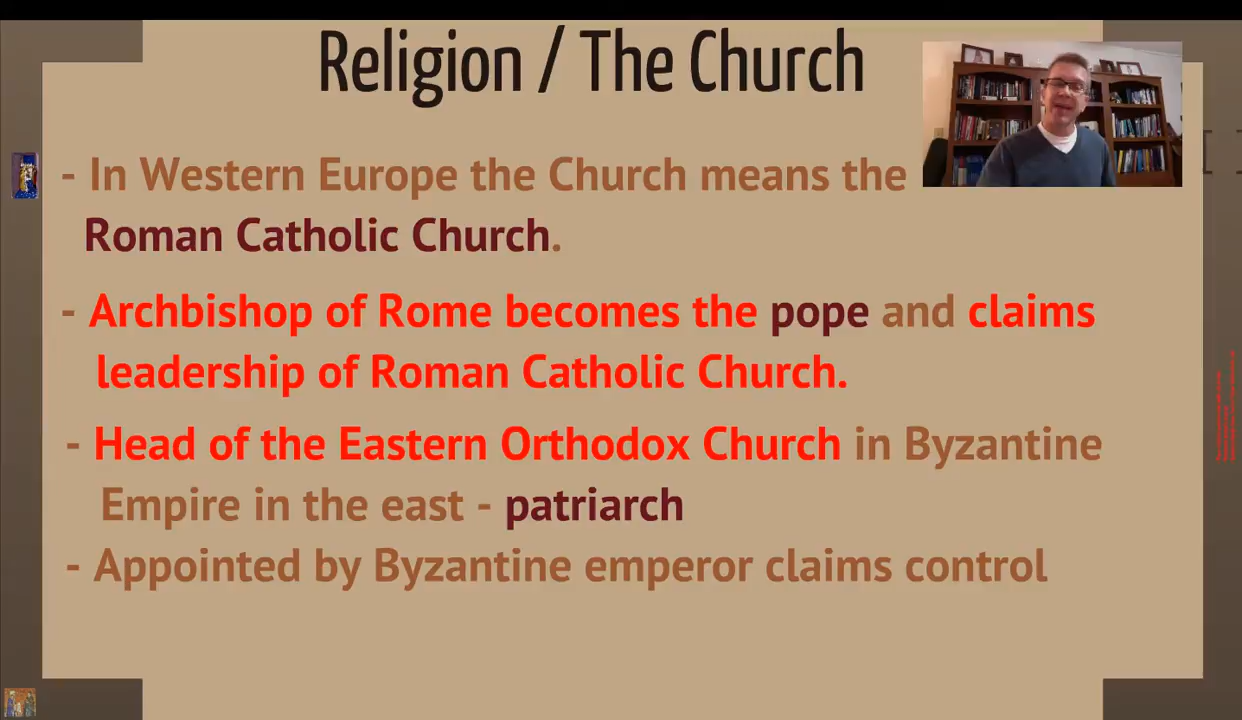 Religion / The Church
- In Western Europe the Church means the
Roman Catholic Church.
- Archbishop of Rome becomes the pope and claims
leadership of Roman Catholic Church.
- Head of the Eastern Orthodox Church in Byzantine
Empire in the east - patriarch
- Appointed by Byzantine emperor claims control